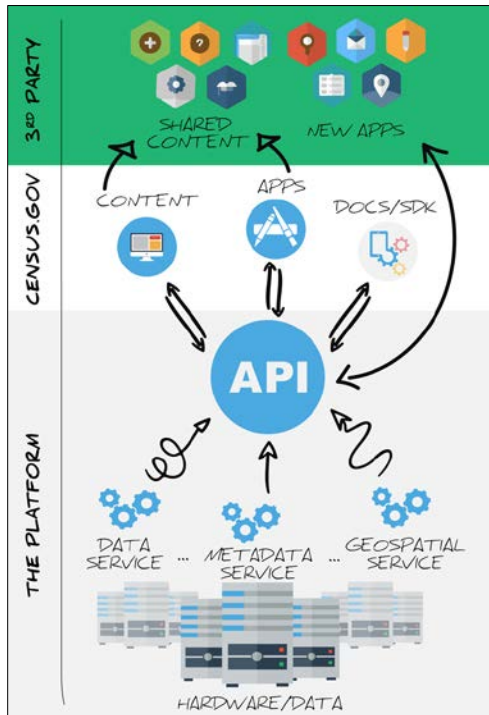 3RD PARTY
SHARED
CONTENT
NEW APPS
CENSUS.GOV
CONTENT
APPS
DOCS/SDK
THE PLATFORM
API
DATA
SERVICE
...
METADATA
SERVICE
...
GEOSPATIAL
SERVICE
HARDWARE/DATA